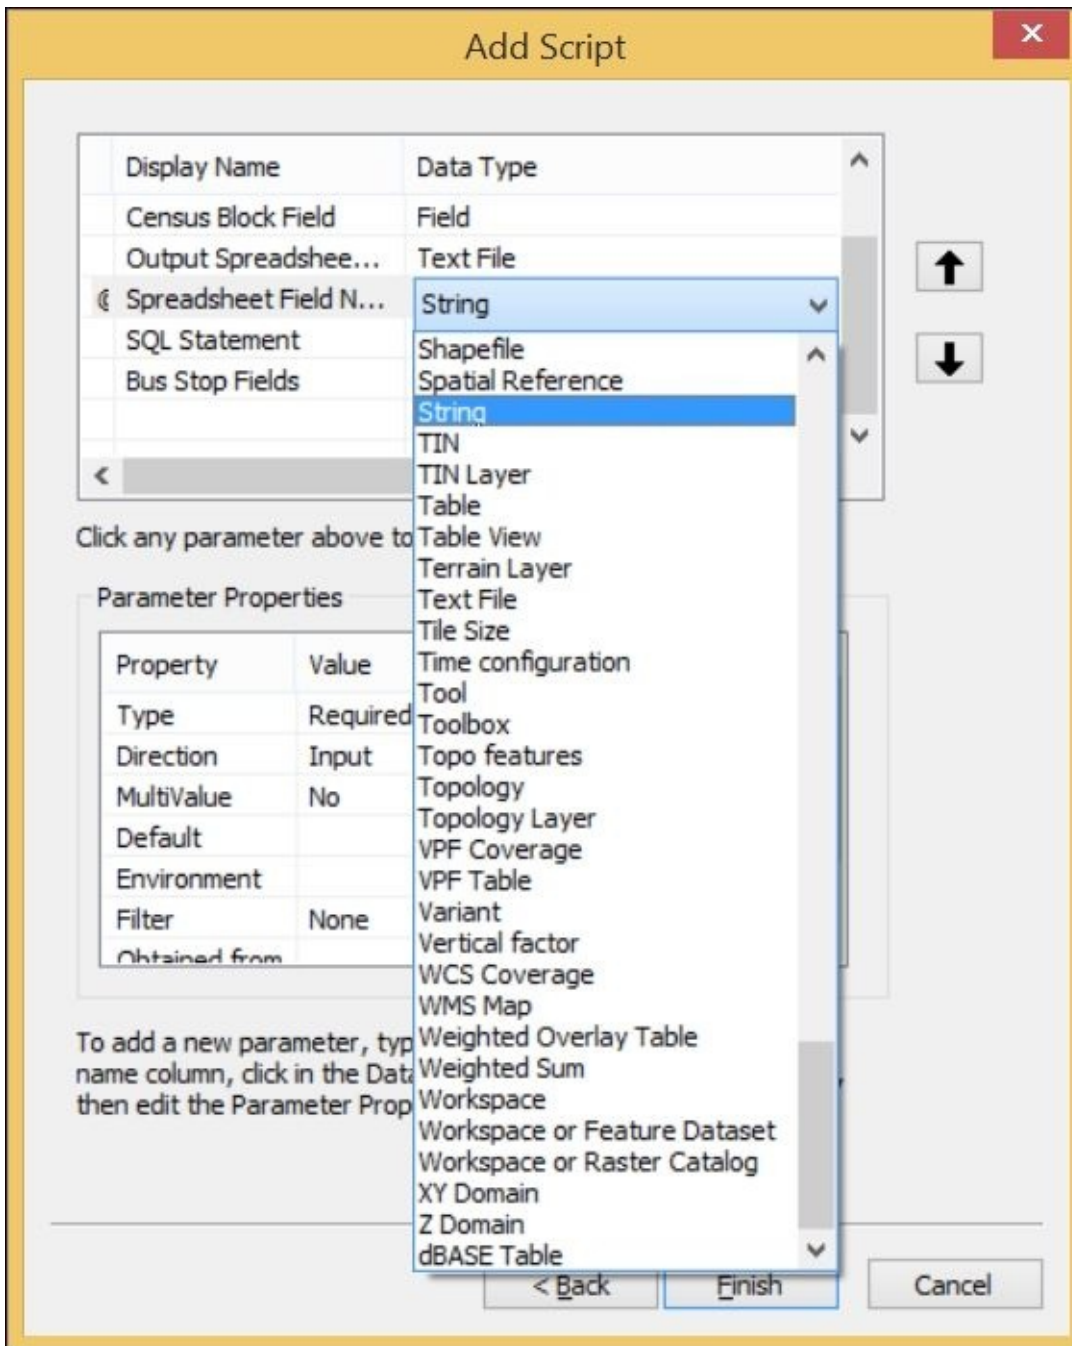 Add Script
Display Name Data Type
Census Block Field Field
Output Spreadshee... Text File
Spreadsheet Field N... String
SQL Statement
Bus Stop Fields
Shapefile
Spatial Reference
String
TIN
TIN Layer
Table
Table View
Terrain Layer
Text File
Tile Size
Time configuration
Tool
Toolbox
Topo features
Topology
Topology Layer
VPF Coverage
VPF Table
Variant
Vertical factor
WCS Coverage
WMS Map
Weighted Overlay Table
Weighted Sum
Workspace
Workspace or Feature Dataset
Workspace or Raster Catalog
XY Domain
Z Domain
dBASE Table
Click any parameter above to
Parameter Properties
Property Value
Type Required
Direction Input
MultiValue No
Default
Environment
Filter None
Obtained from
To add a new parameter, typ
name column, click in the Data
then edit the Parameter Prop
< Back Finish Cancel